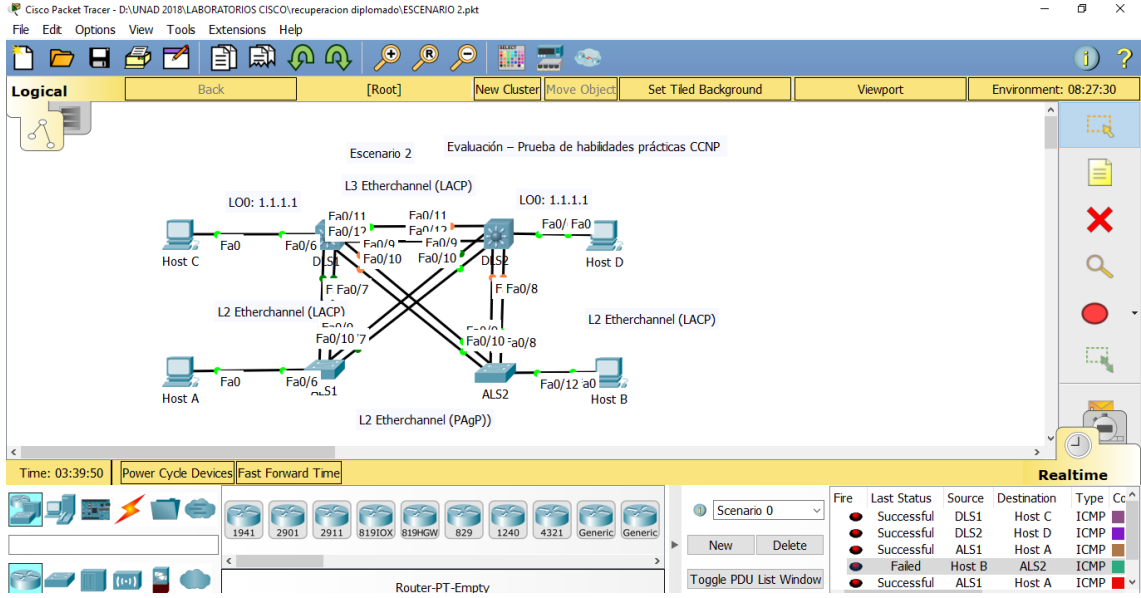 Cisco Packet Tracer - D:\UNAD 2018\LABORATORIOS CISCO\recuperacion diplomado\ESCENARIO 2.pkt
File Edit Options View Tools Extensions Help
Logical Back [Root] New Cluster Move Object Set Tiled Background Viewport Environment: 08:27:30
Escenario 2 Evaluación – Prueba de habilidades prácticas CCNP
L3 Etherchannel (LACP)
LO0: 1.1.1.1 LO0: 1.1.1.1
Fa0/11 Fa0/11
Fa0/12 Fa0/12 Fa0/ Fa0
Fa0 Fa0/6 Fa0/9 Fa0/9
Host C DLS1 Fa0/10 Fa0/10 DLS2 Host D
F Fa0/7 F Fa0/8
L2 Etherchannel (LACP) L2 Etherchannel (LACP)
Fa0/10 Fa0/10 Fa0/8
Fa0 Fa0/6 Fa0/12
Host A ALS1 ALS2 Host B
L2 Etherchannel (PAgP))
Time: 03:39:50 Power Cycle Devices Fast Forward Time Realtime
1941 2901 2911 819IOX 819HGW 829 1240 4321 Generic Generic
Router-PT-Empty
Scenario 0
New Delete
Toggle PDU List Window
Fire Last Status Source Destination Type
Successful DLS1 Host C ICMP
Successful DLS2 Host D ICMP
Successful ALS1 Host A ICMP
Failed Host B ALS2 ICMP
Successful ALS1 Host A ICMP